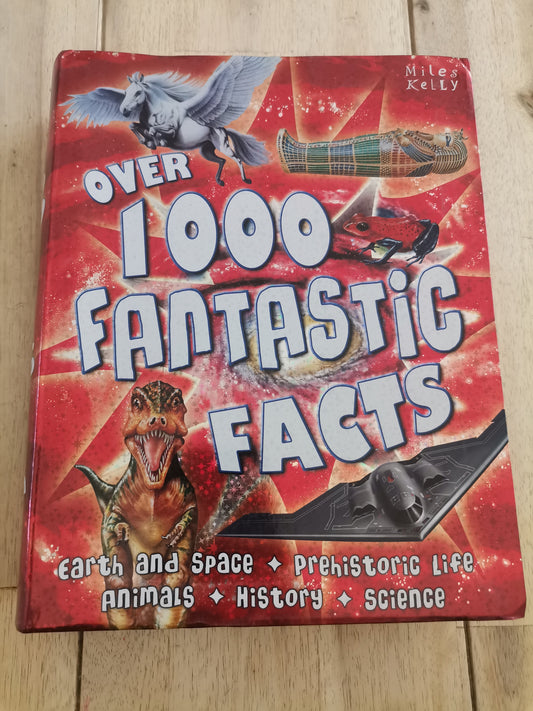 Miles
Kelly
OVER
1000
FANTASTIC
FACTS
Earth and Space ✦ Prehistoric Life
Animals ✦ History ✦ Science